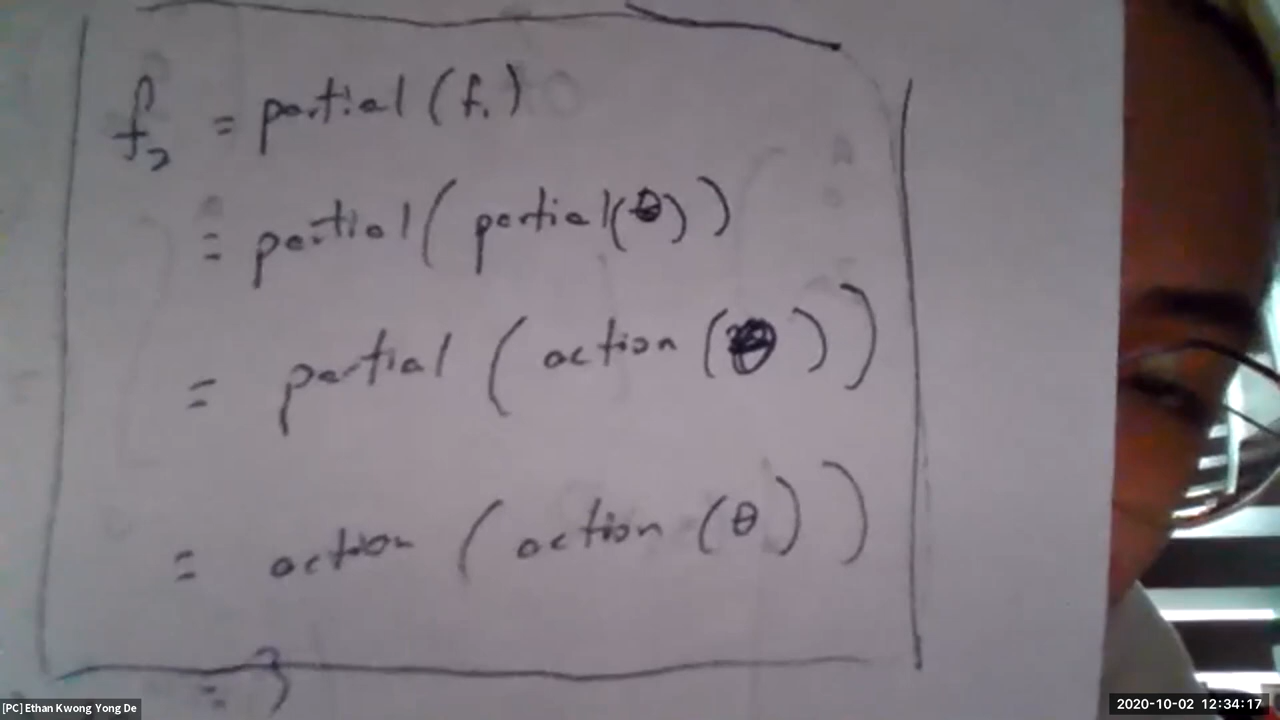 f₂ = partial (f₁)
= partial ( partial(θ) )
= partial ( action (θ) )
= action ( action (θ) )
=
[PC] Ethan Kwong Yong De
2020-10-02 12:34:17